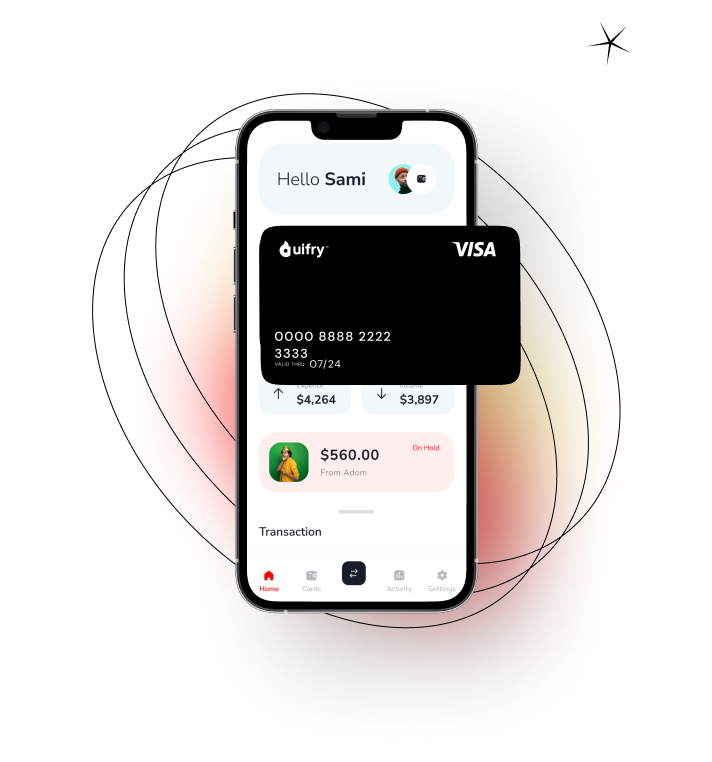 Hello Sami
uifry™
VISA
0000 8888 2222
3333
VALID THRU 07/24
Expence
Income
$4,264
$3,897
$560.00
On Hold
From Adom
Transaction
Home
Cards
Activity
Settings